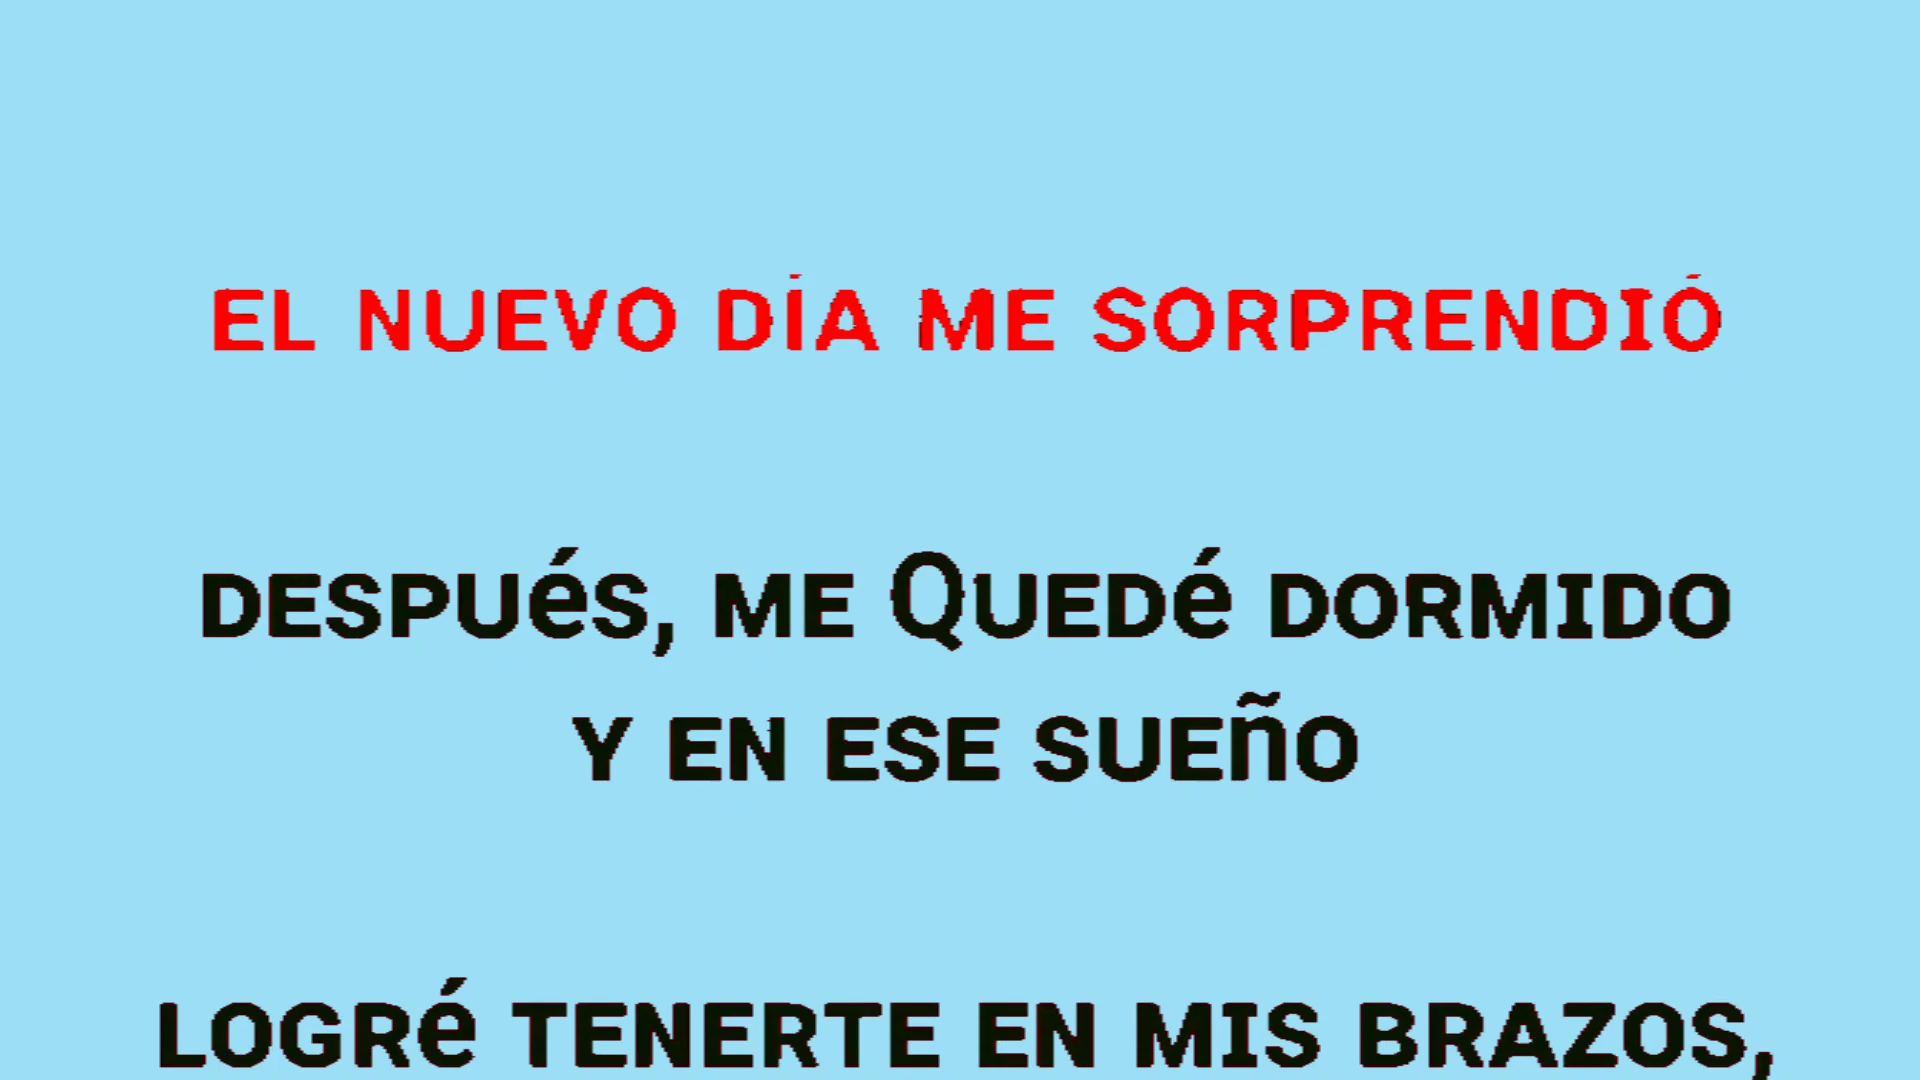 EL NUEVO DÍA ME SORPRENDIÓ
DESPUéS, ME QUEDé DORMIDO
Y EN ESE SUEñO
LOGRé TENERTE EN MIS BRAZOS,